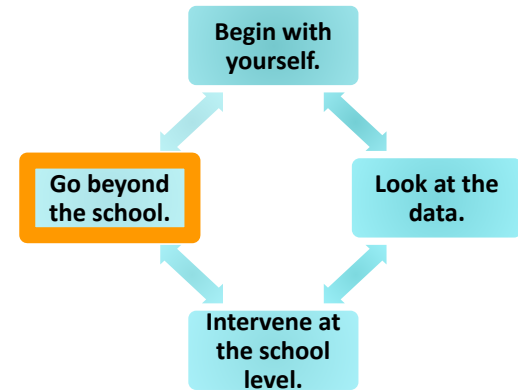 Begin with
yourself.
Go beyond
the school.
Look at the
data.
Intervene at
the school
level.